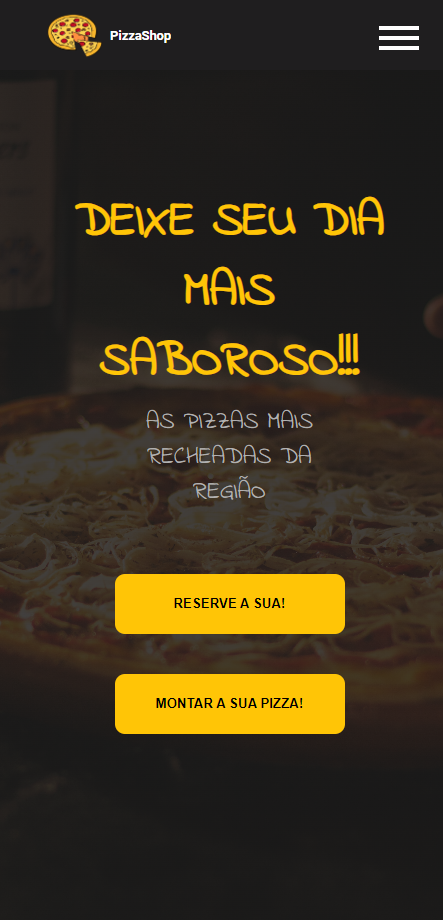 PizzaShop
DEIXE SEU DIA
MAIS
SABOROSO!!!
AS PIZZAS MAIS
RECHEADAS DA
REGIÃO
RESERVE A SUA!
MONTAR A SUA PIZZA!